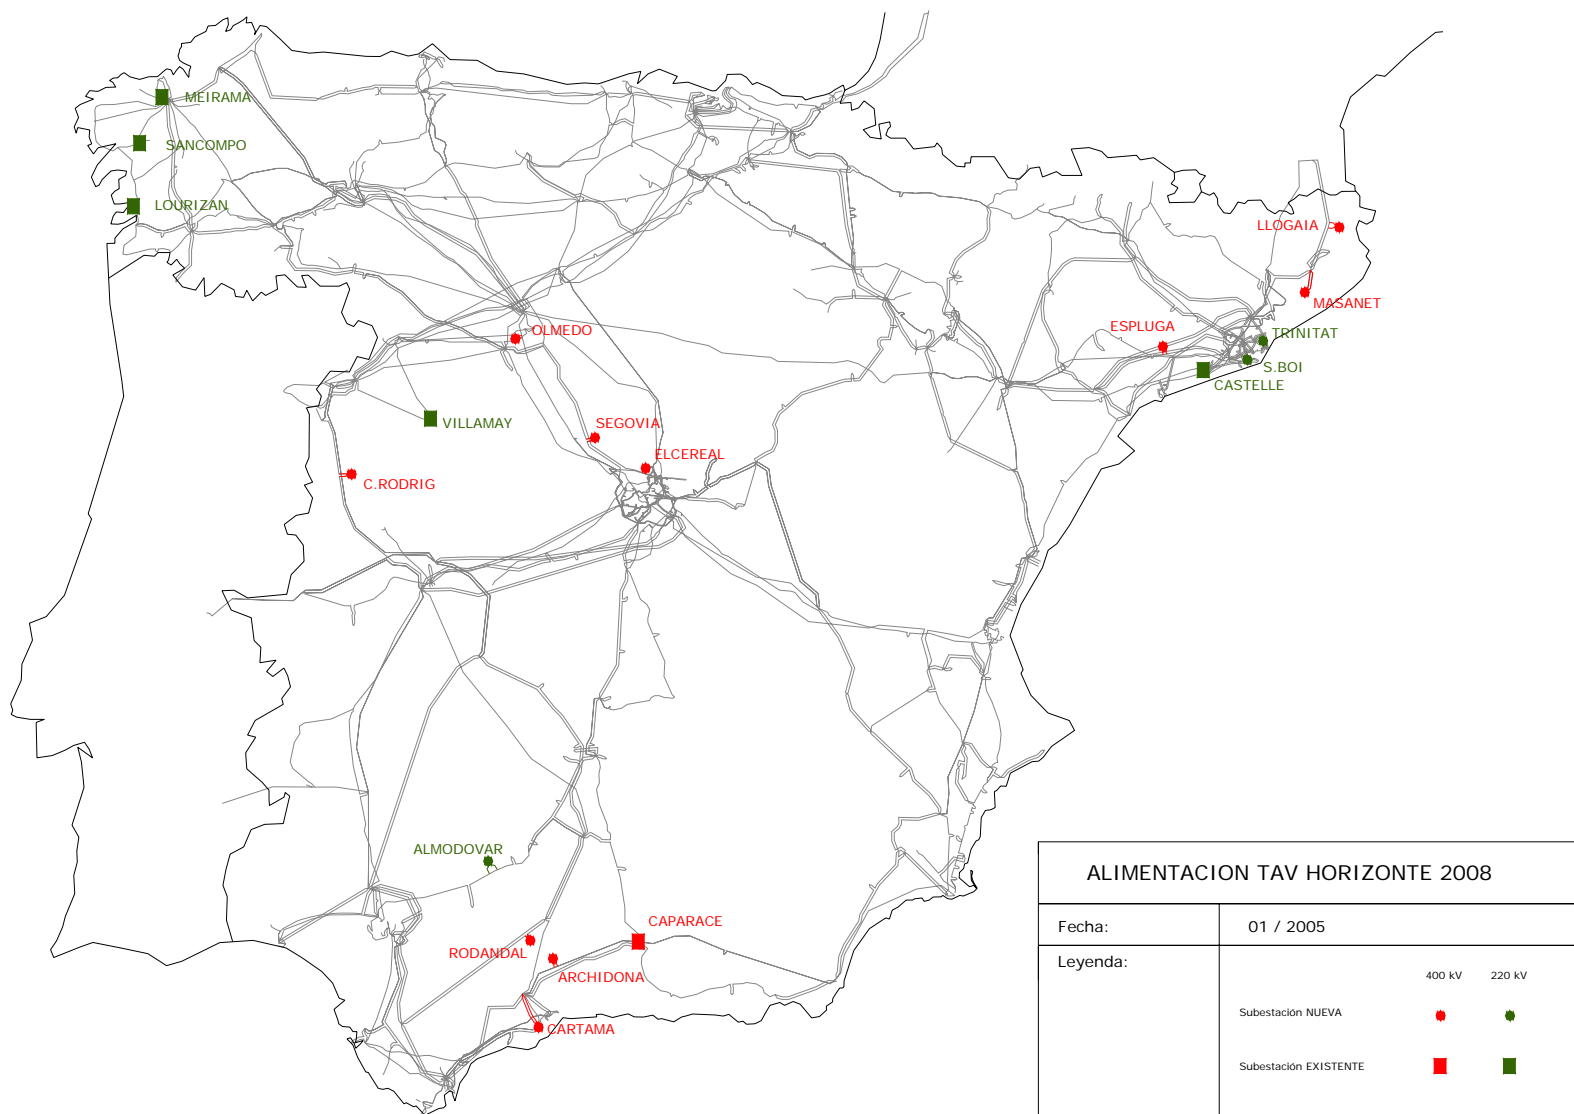 MEIRAMA
SANCOMPO
LOURIZAN
LLOGAIA
MASANET
OLMEDO
ESPLUGA
TRINITAT
S.BOI
CASTELLE
VILLAMAY
SEGOVIA
ELCEREAL
C.RODRIG
ALMODOVAR
CAPARACE
RODANDAL
ARCHIDONA
CARTAMA
ALIMENTACION TAV HORIZONTE 2008
Fecha: 01 / 2005
Leyenda:
400 kV 220 kV
Subestación NUEVA
Subestación EXISTENTE